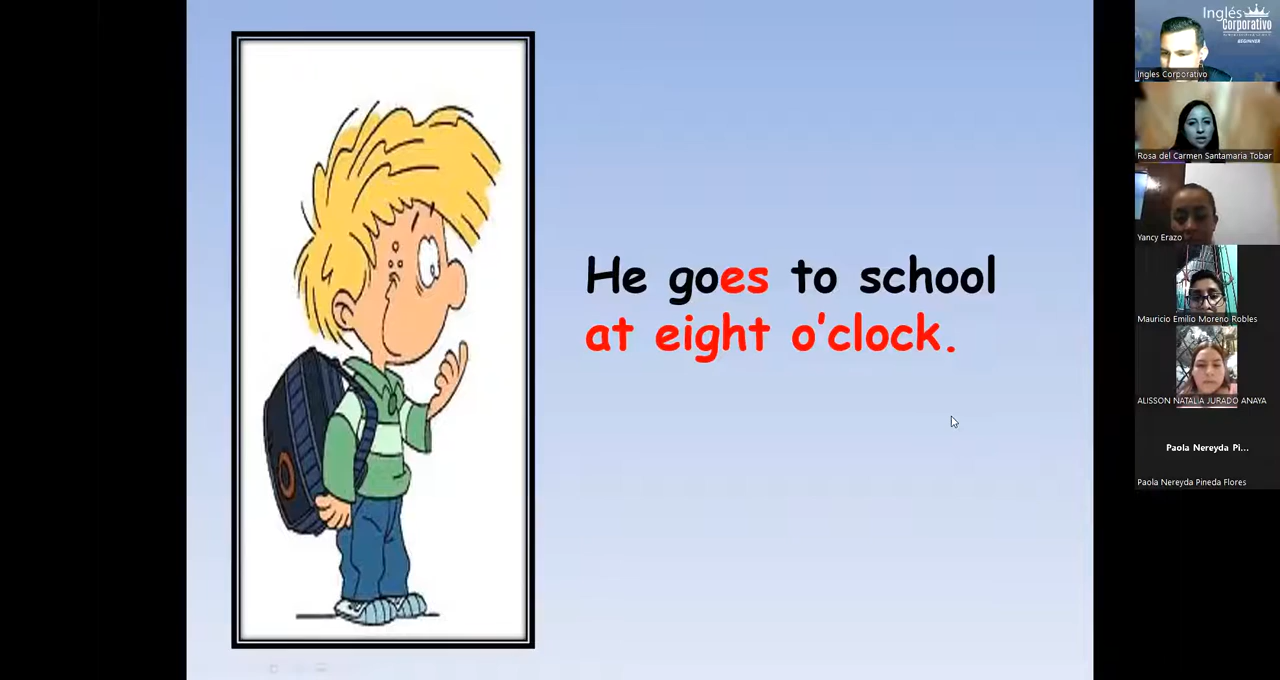 He goes to school
at eight o'clock.
Inglés
Corporativo
BEGINNER
Ingles Corporativo
Rosa del Carmen Santamaria Tobar
Yancy Erazo
Mauricio Emilio Moreno Robles
ALISSON NATALIA JURADO ANAYA
Paola Nereyda Pi...
Paola Nereyda Pineda Flores